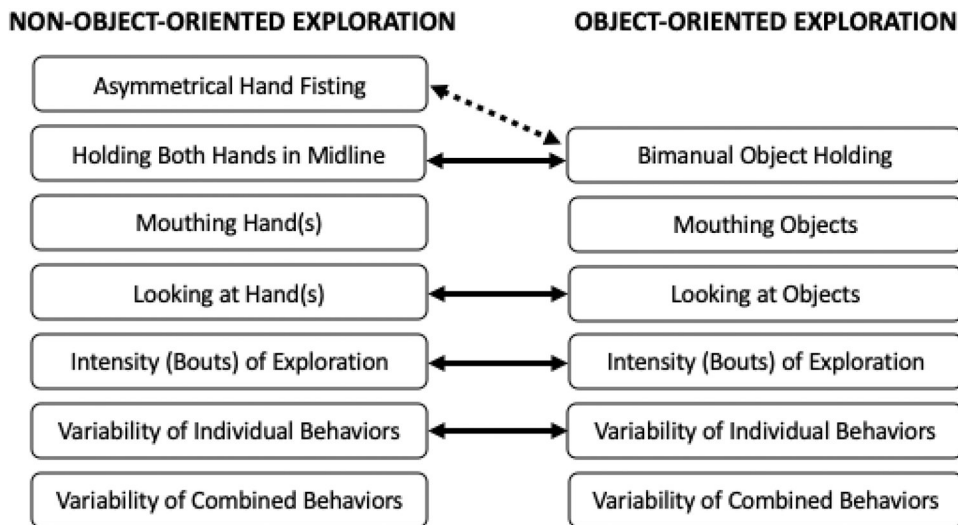 NON-OBJECT-ORIENTED EXPLORATION
OBJECT-ORIENTED EXPLORATION
Asymmetrical Hand Fisting
Holding Both Hands in Midline
Bimanual Object Holding
Mouthing Hand(s)
Mouthing Objects
Looking at Hand(s)
Looking at Objects
Intensity (Bouts) of Exploration
Intensity (Bouts) of Exploration
Variability of Individual Behaviors
Variability of Individual Behaviors
Variability of Combined Behaviors
Variability of Combined Behaviors